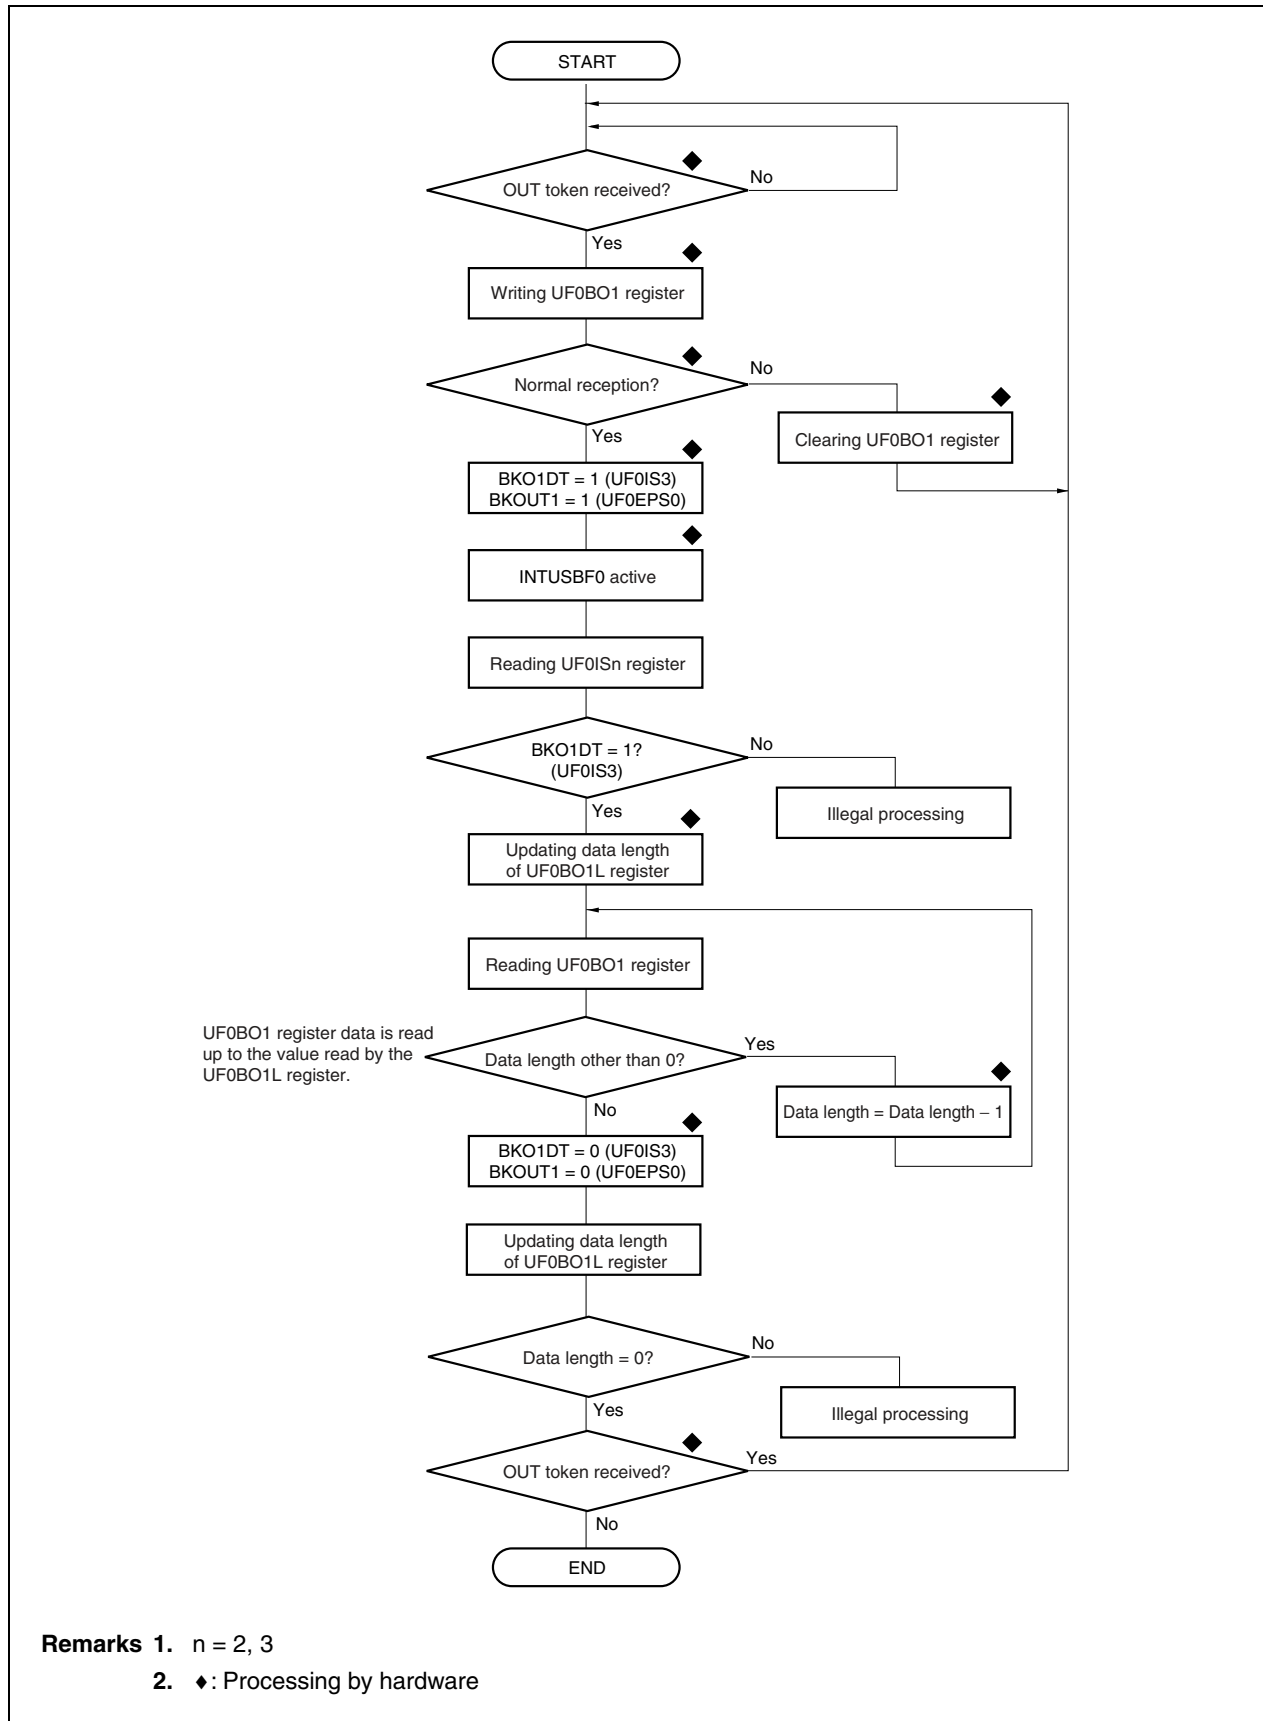 START
OUT token received?
No
Yes
Writing UF0BO1 register
Normal reception?
No
Clearing UF0BO1 register
Yes
BKO1DT = 1 (UF0IS3)
BKOUT1 = 1 (UF0EPS0)
INTUSBF0 active
Reading UF0ISn register
BKO1DT = 1?
(UF0IS3)
No
Illegal processing
Yes
Updating data length
of UF0BO1L register
Reading UF0BO1 register
UF0BO1 register data is read
up to the value read by the
UF0BO1L register.
Data length other than 0?
Yes
Data length = Data length − 1
No
BKO1DT = 0 (UF0IS3)
BKOUT1 = 0 (UF0EPS0)
Updating data length
of UF0BO1L register
Data length = 0?
No
Illegal processing
Yes
OUT token received?
Yes
No
END
Remarks 1. n = 2, 3
2. ♦: Processing by hardware